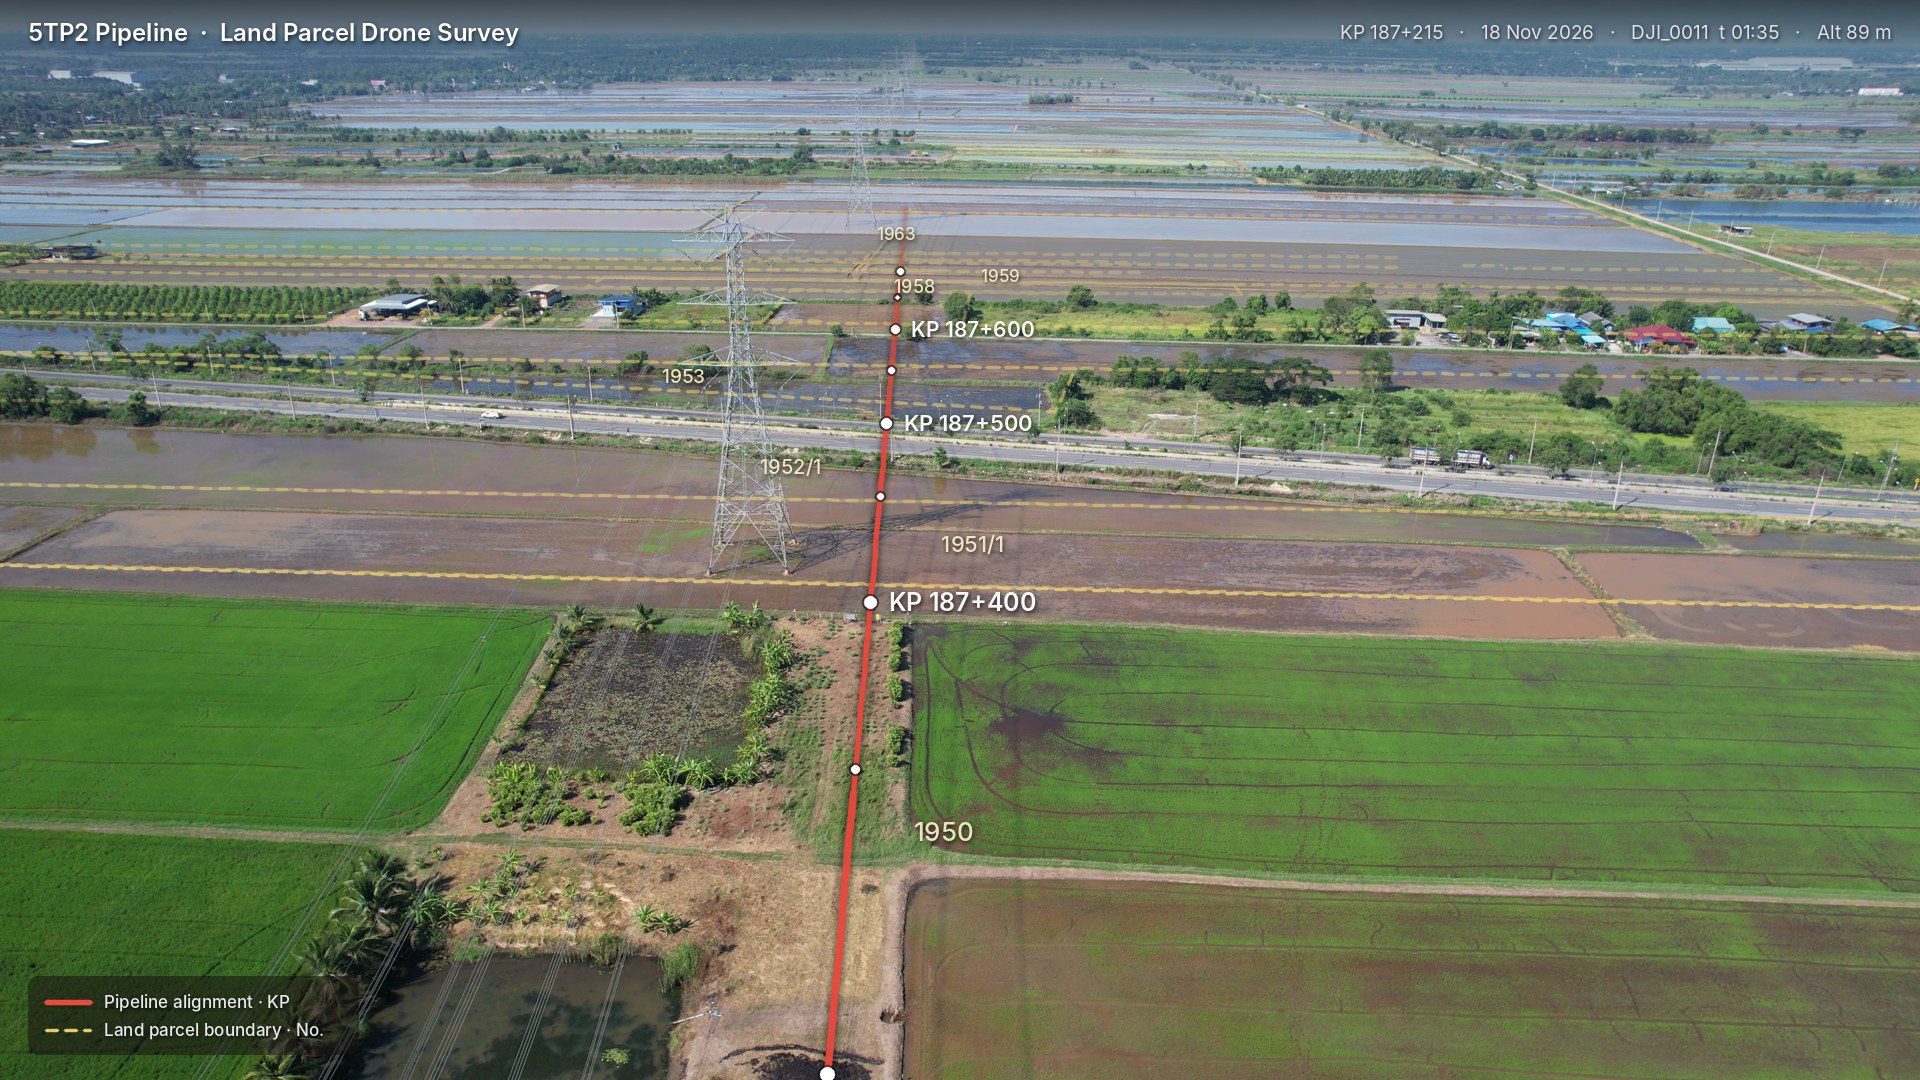 5TP2 Pipeline · Land Parcel Drone Survey
KP 187+215 · 18 Nov 2026 · DJI_0011 t 01:35 · Alt 89 m
1963
1959
1958
KP 187+600
1953
KP 187+500
1952/1
1951/1
KP 187+400
1950
Pipeline alignment · KP
Land parcel boundary · No.